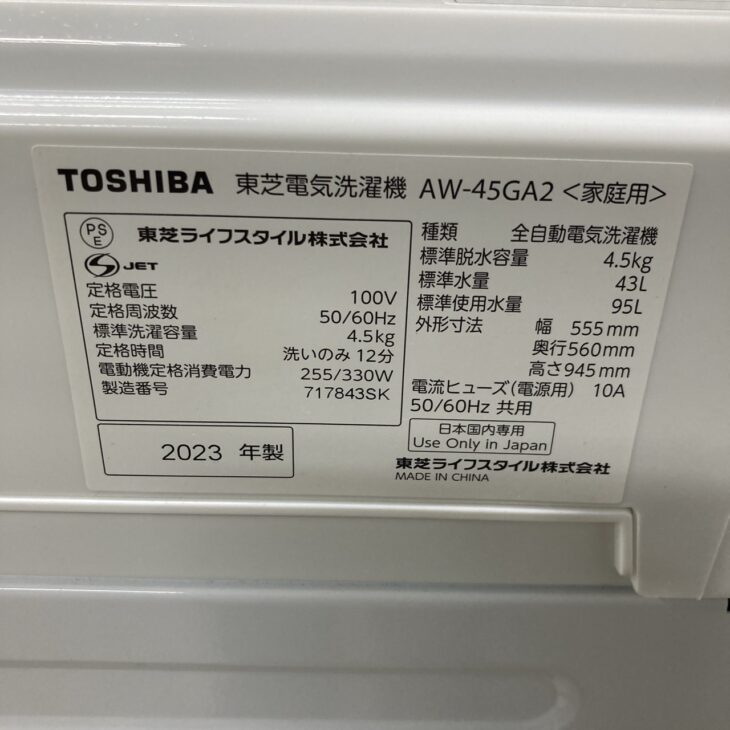 TOSHIBA 東芝電気洗濯機 AW-45GA2 <家庭用>
PSE 東芝ライフスタイル株式会社
S JET
定格電圧 100V
定格周波数 50/60Hz
標準洗濯容量 4.5kg
定格時間 洗いのみ 12分
電動機定格消費電力 255/330W
製造番号 717843SK
2023 年製
種類 全自動電気洗濯機
標準脱水容量 4.5kg
標準水量 43L
標準使用水量 95L
外形寸法 幅 555mm
奥行560mm
高さ945mm
電流ヒューズ(電源用) 10A
50/60Hz 共用
日本国内専用
Use Only in Japan
東芝ライフスタイル株式会社
MADE IN CHINA